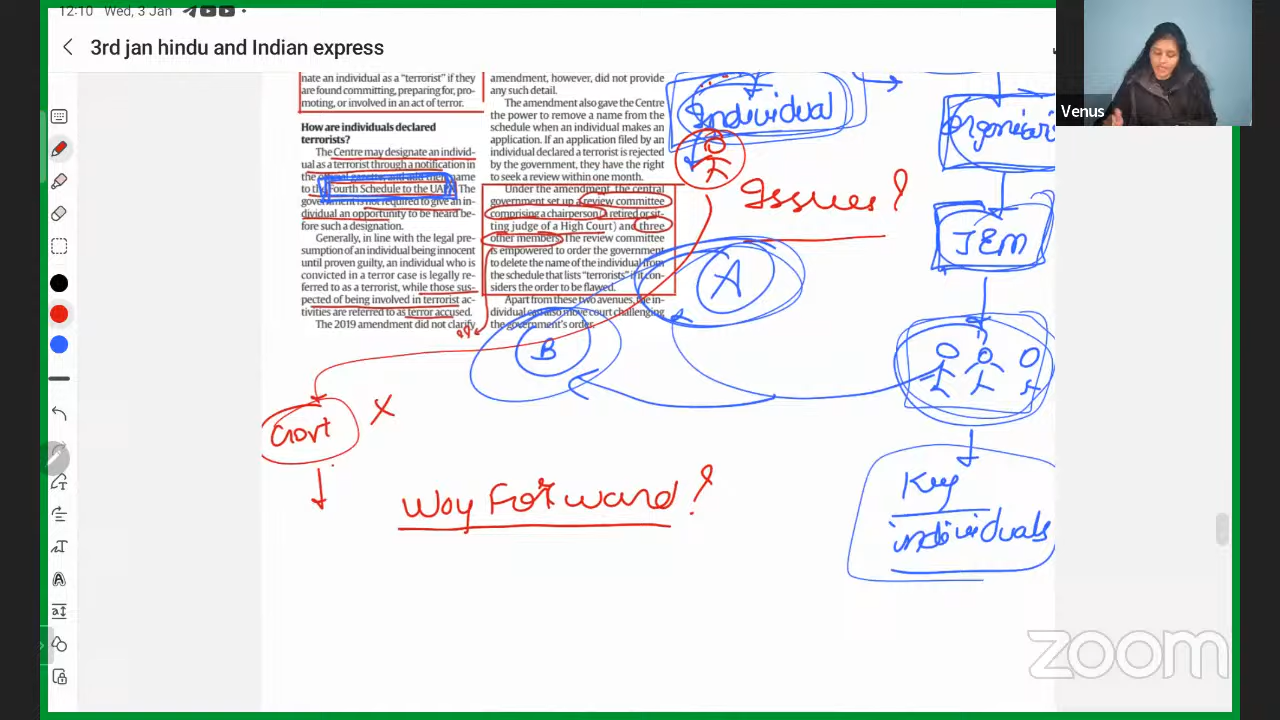 12:10 Wed, 3 Jan
3rd jan hindu and Indian express
Venus
nate an individual as a "terrorist" if they
are found committing, preparing for, pro-
moting, or involved in an act of terror.
How are individuals declared
terrorists?
The Centre may designate an individ-
ual as a terrorist through a notification in
the name
to the Fourth Schedule to the UAPA. The
government is not required to give an in-
dividual an opportunity to be heard be-
fore such a designation.
Generally, in line with the legal pre-
sumption of an individual being innocent
until proven guilty, an individual who is
convicted in a terror case is legally re-
ferred to as a terrorist, while those sus-
pected of being involved in terrorist ac-
tivities are referred to as terror accused.
The 2019 amendment did not clarify
amendment, however, did not provide
any such detail.
The amendment also gave the Centre
the power to remove a name from the
schedule when an individual makes an
application. If an application filed by an
individual declared a terrorist is rejected
by the government, they have the right
to seek a review within one month.
Under the amendment, the central
government set up a review committee
comprising a chairperson (a retired or sit-
ting judge of a High Court) and three
other members. The review committee
is empowered to order the government
to delete the name of the individual from
the schedule that lists "terrorists" if it con-
siders the order to be flawed.
Apart from these two avenues, the in-
dividual can also move court challenging
the government's order.
Individual
Issues?
JEM
A
B
Govt
X
Way Forward?
Key
individuals
zoom